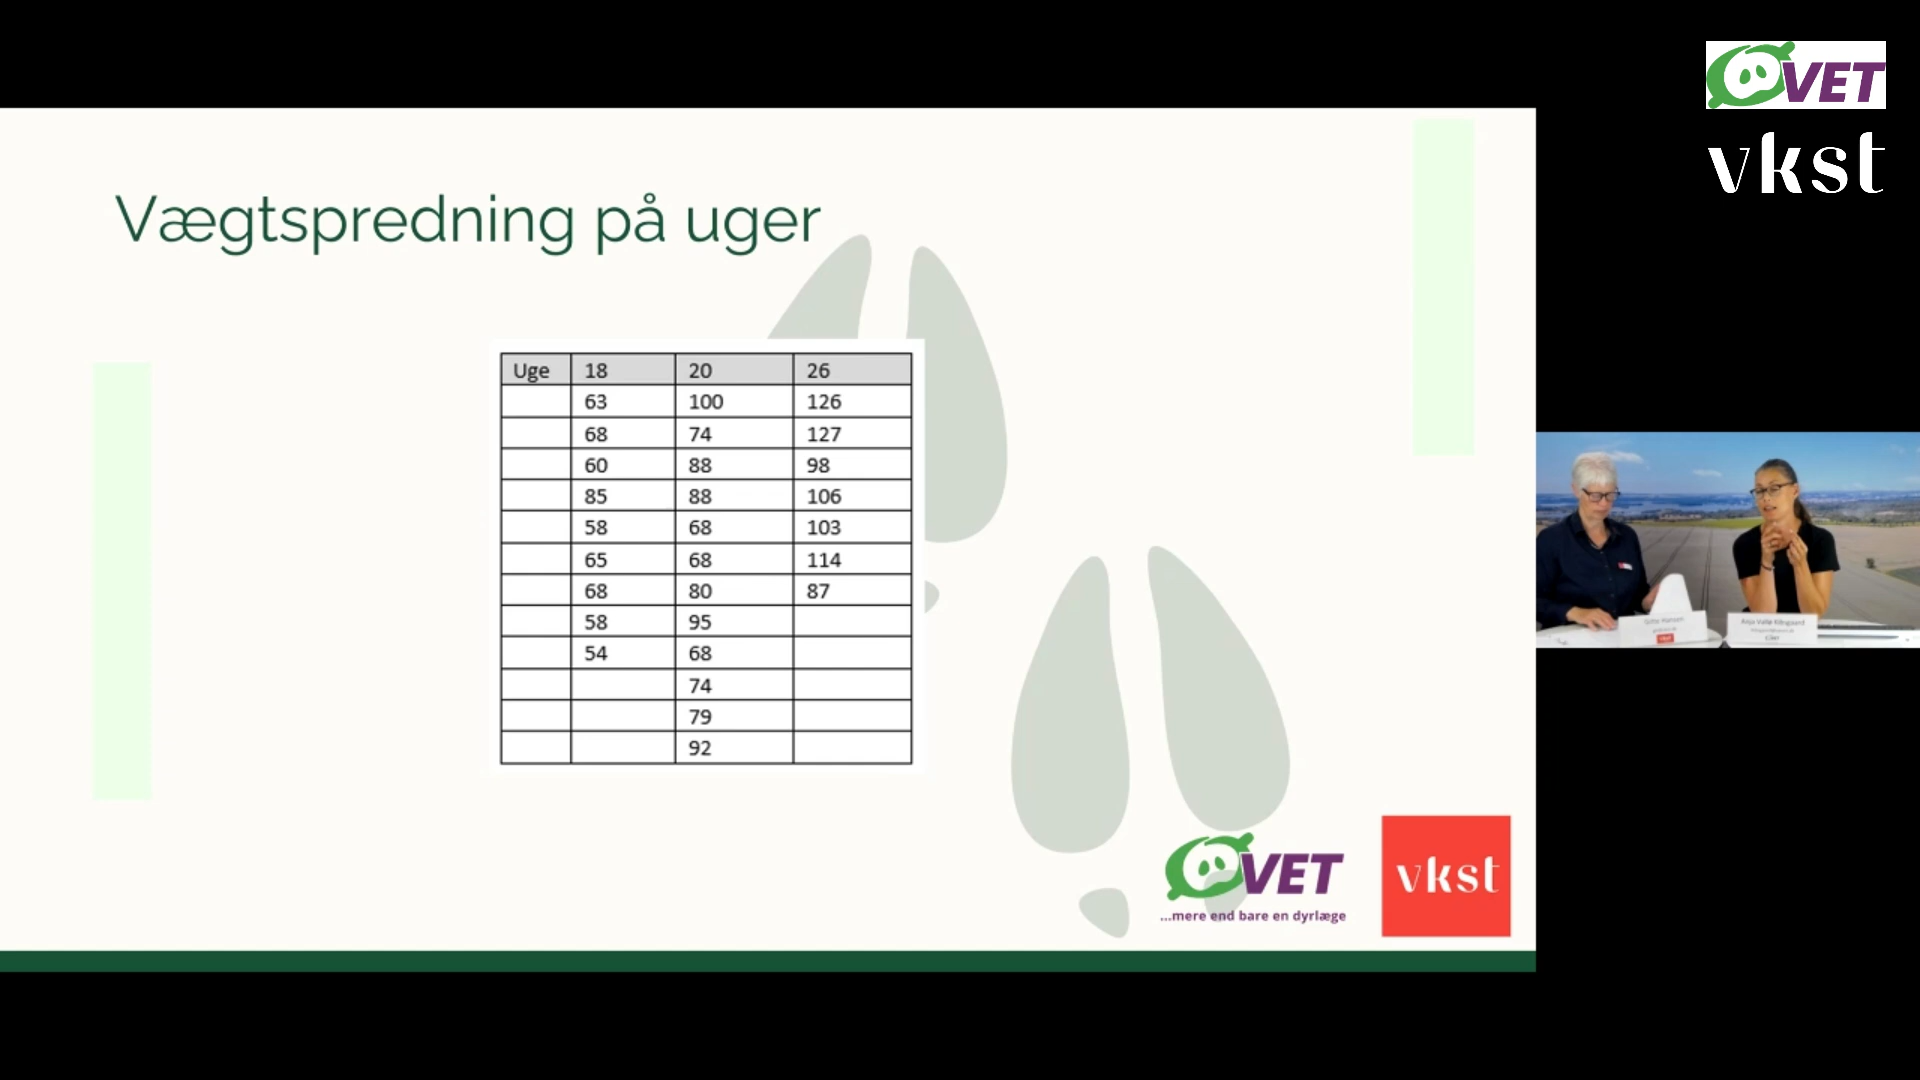 VET
vkst
Vægtspredning på uger
Uge 18 20 26
63 100 126
68 74 127
60 88 98
85 88 106
58 68 103
65 68 114
68 80 87
58 95
54 68
74
79
92
VET
...mere end bare en dyrlæge
vkst
Gitte Hansen